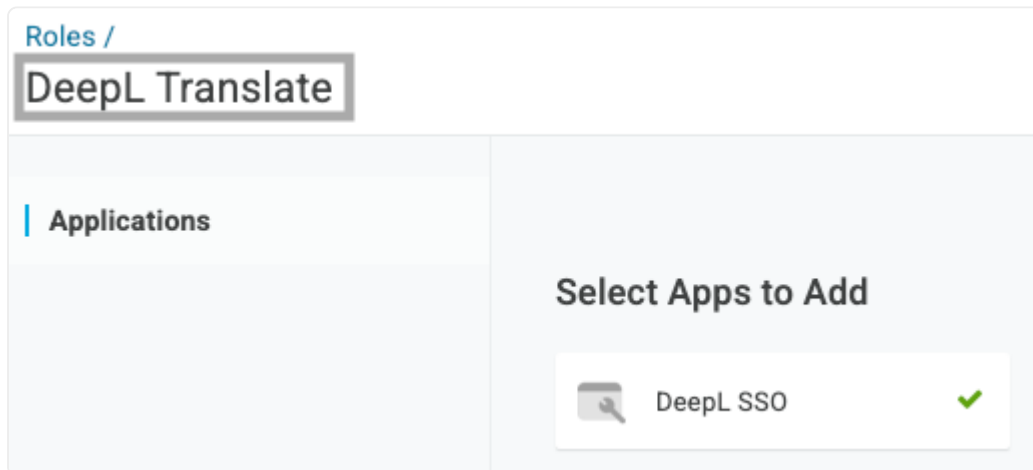 Roles /
DeepL Translate
Applications
Select Apps to Add
DeepL SSO